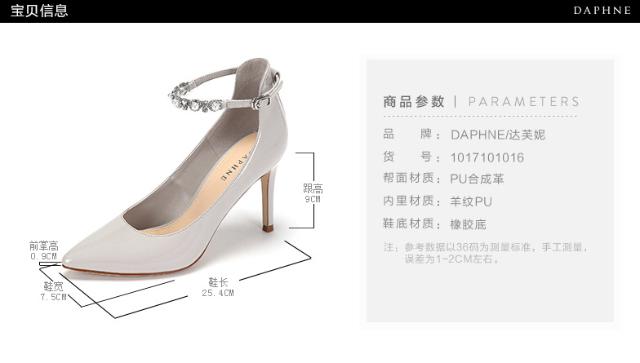 宝贝信息
DAPHNE
商品参数 | PARAMETERS
品 牌: DAPHNE/达芙妮
货 号: 1017101016
帮面材质: PU合成革
内里材质: 羊纹PU
鞋底材质: 橡胶底
注: 参考数据以36码为测量标准, 手工测量,
误差为1-2CM左右。
DAPHNE
跟高
9CM
前掌高
0.9CM
鞋宽
7.5CM
鞋长
25.4CM